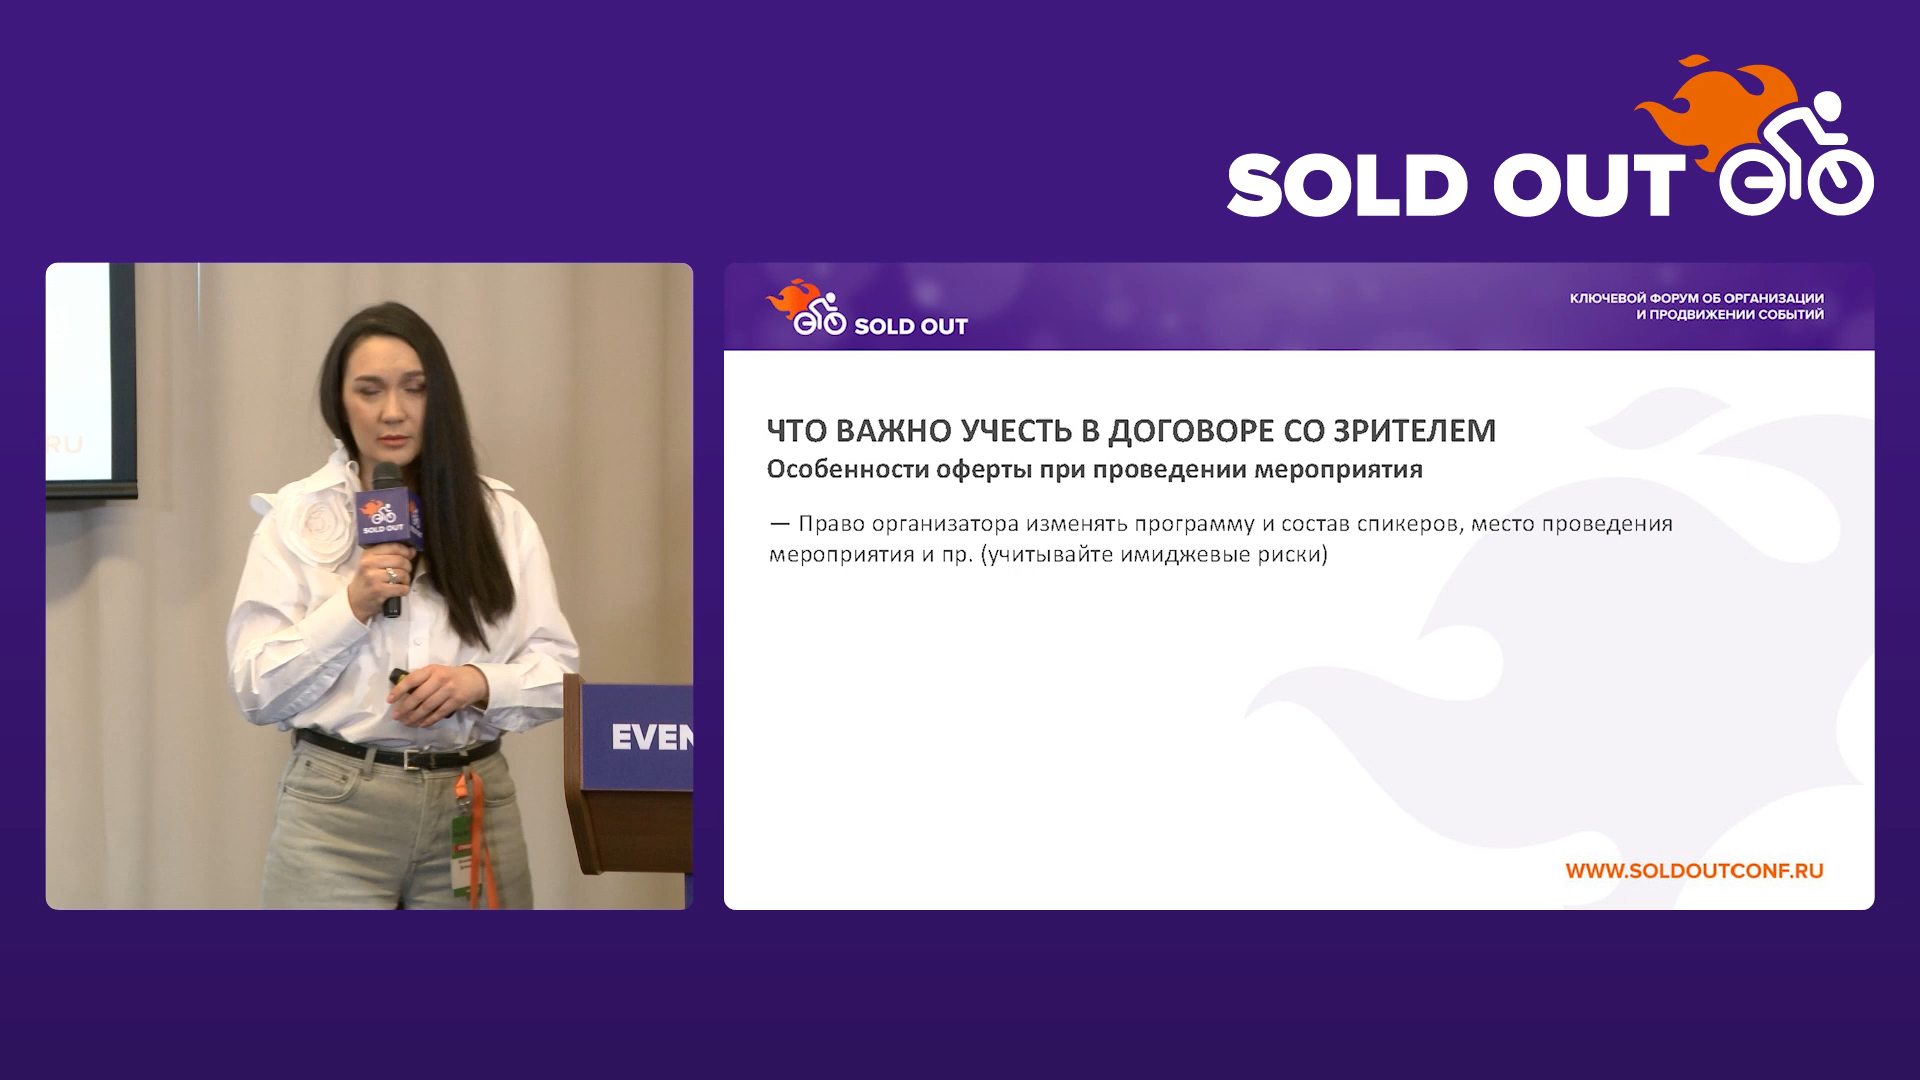 SOLD OUT
RU
SOLD OUT
EVEN
SOLD OUT
КЛЮЧЕВОЙ ФОРУМ ОБ ОРГАНИЗАЦИИ
И ПРОДВИЖЕНИИ СОБЫТИЙ
ЧТО ВАЖНО УЧЕСТЬ В ДОГОВОРЕ СО ЗРИТЕЛЕМ
Особенности оферты при проведении мероприятия
— Право организатора изменять программу и состав спикеров, место проведения
мероприятия и пр. (учитывайте имиджевые риски)
WWW.SOLDOUTCONF.RU